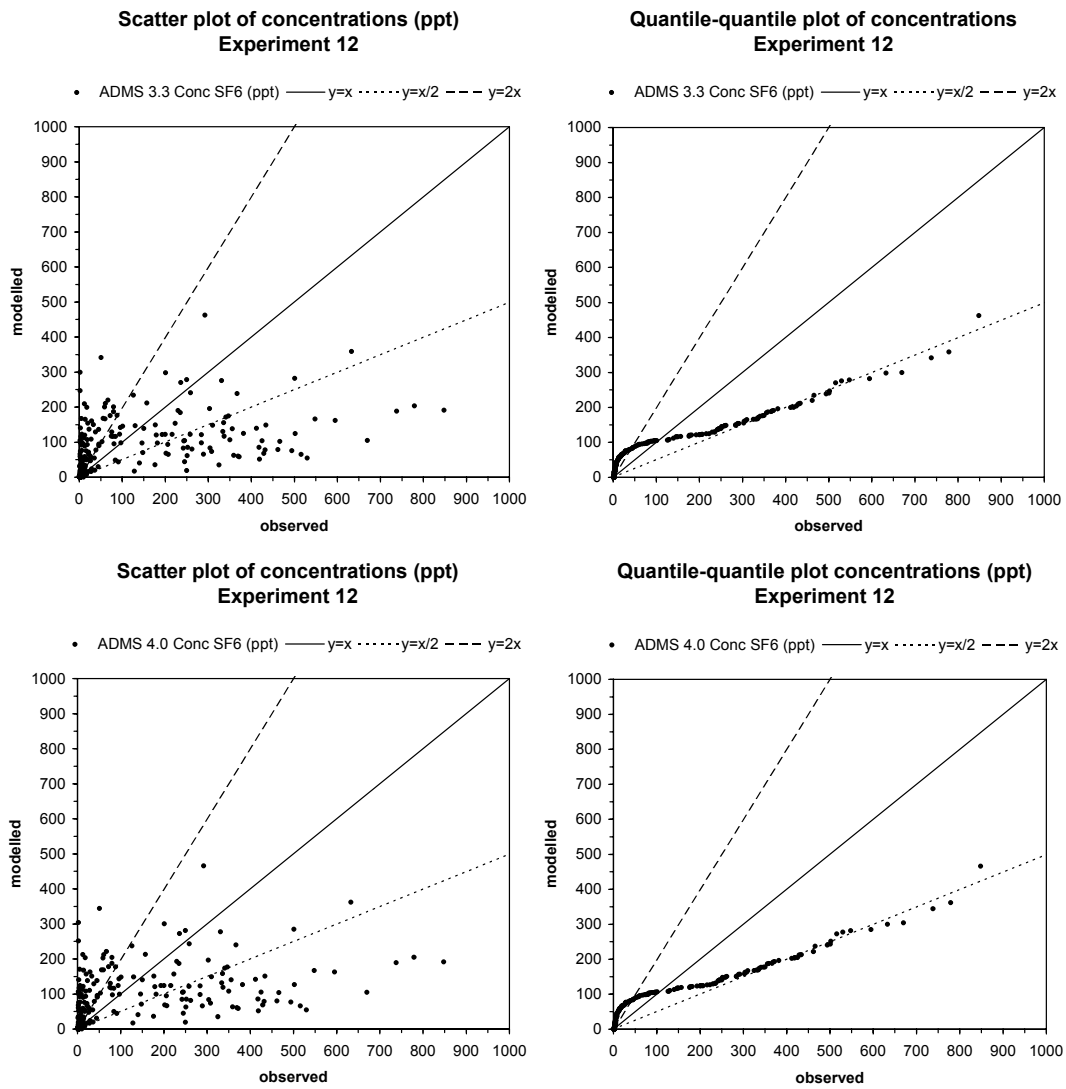 Scatter plot of concentrations (ppt)
Experiment 12
ADMS 3.3 Conc SF6 (ppt) y=x y=x/2 y=2x
1000
900
800
700
600
500
400
300
200
100
0
modelled
0 100 200 300 400 500 600 700 800 900 1000
observed
Quantile-quantile plot of concentrations
Experiment 12
ADMS 3.3 Conc SF6 (ppt) y=x y=x/2 y=2x
1000
900
800
700
600
500
400
300
200
100
0
modelled
0 100 200 300 400 500 600 700 800 900 1000
observed
Scatter plot of concentrations (ppt)
Experiment 12
ADMS 4.0 Conc SF6 (ppt) y=x y=x/2 y=2x
1000
900
800
700
600
500
400
300
200
100
0
modelled
0 100 200 300 400 500 600 700 800 900 1000
observed
Quantile-quantile plot concentrations (ppt)
Experiment 12
ADMS 4.0 Conc SF6 (ppt) y=x y=x/2 y=2x
1000
900
800
700
600
500
400
300
200
100
0
modelled
0 100 200 300 400 500 600 700 800 900 1000
observed